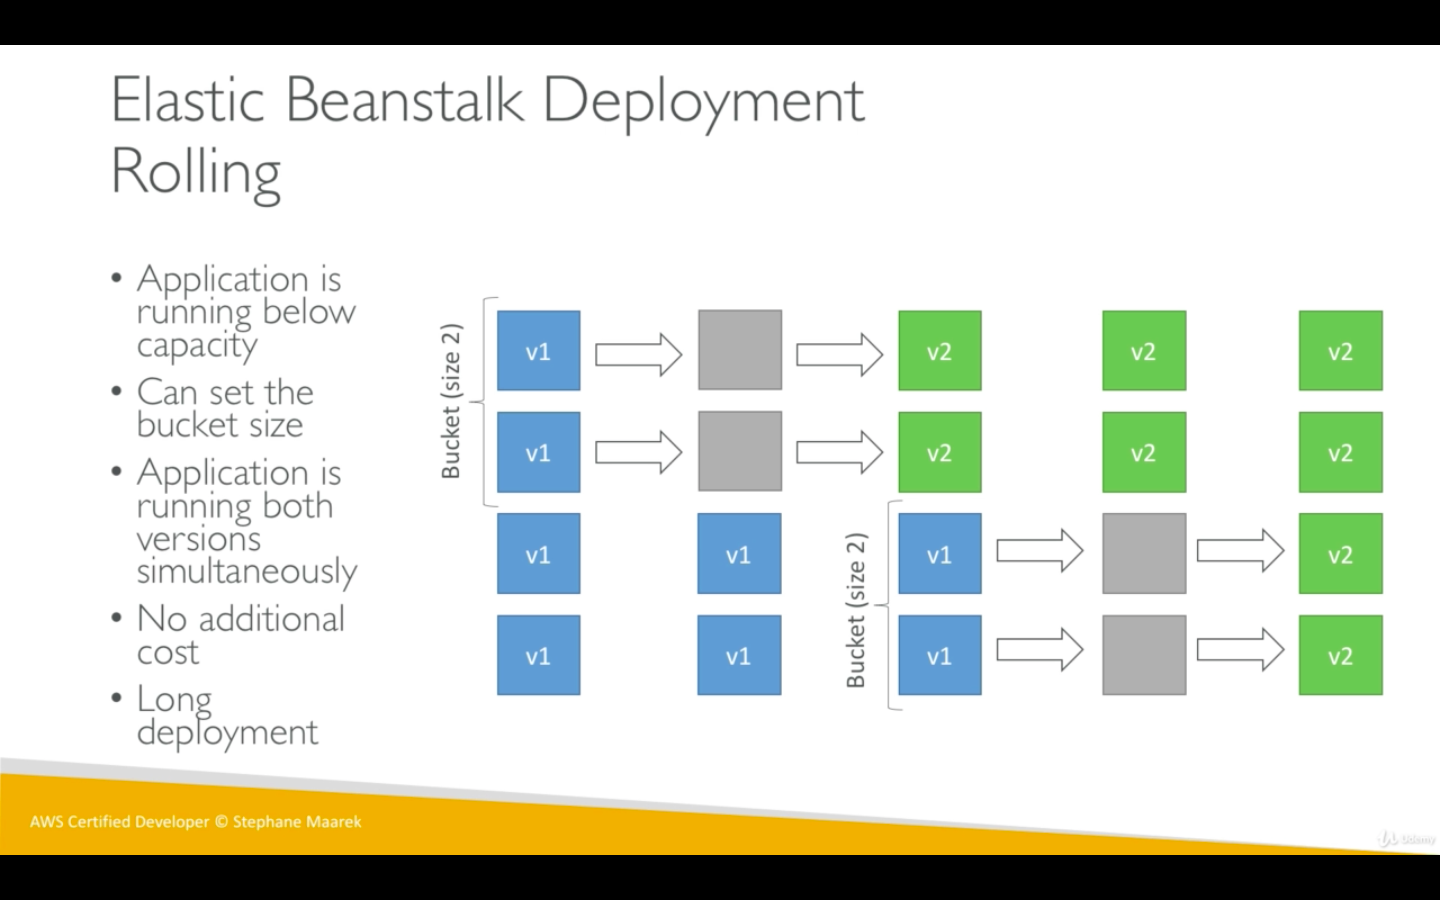 Elastic Beanstalk Deployment
Rolling
• Application is
running below
capacity
• Can set the
bucket size
• Application is
running both
versions
simultaneously
• No additional
cost
• Long
deployment
Bucket (size 2)
v1
v2
v2
v2
v1
v2
v2
v2
Bucket (size 2)
v1
v1
v1
v2
v1
v1
v1
v2
AWS Certified Developer © Stephane Maarek
Udemy